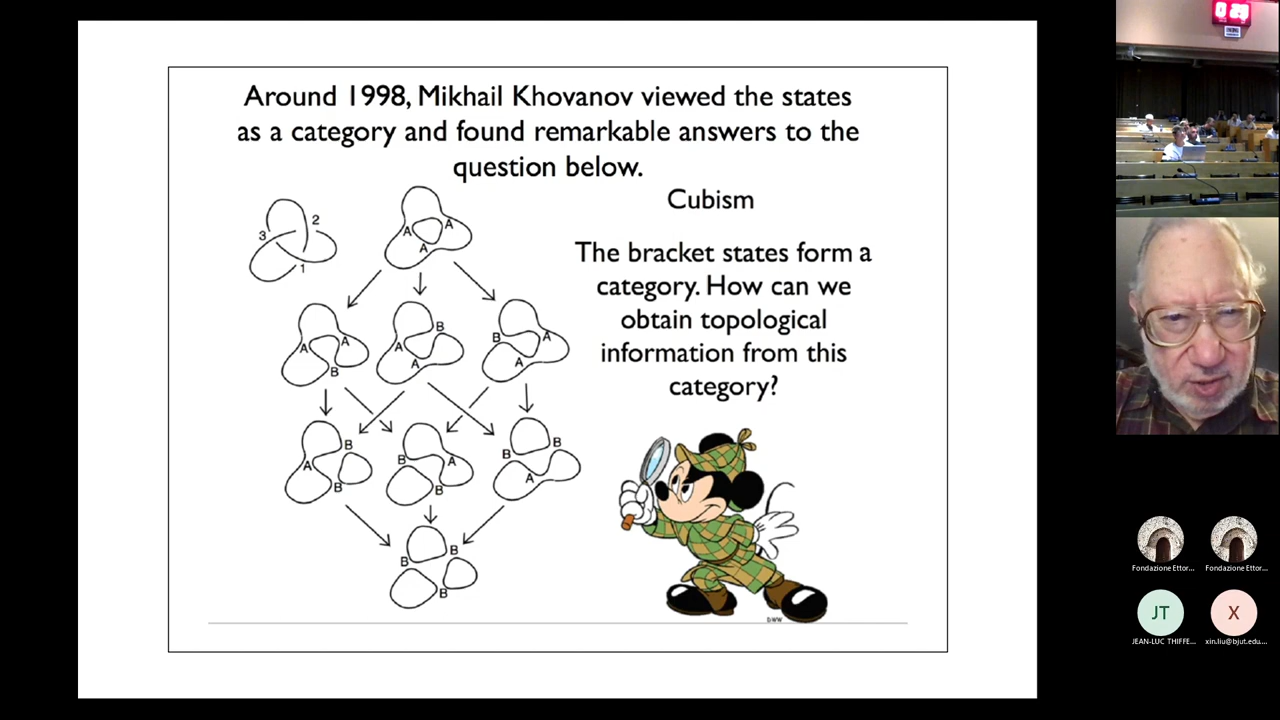 Around 1998, Mikhail Khovanov viewed the states
as a category and found remarkable answers to the
question below.
Cubism
The bracket states form a
category. How can we
obtain topological
information from this
category?
2
3
1
A A
A
A A
B
B
A
A
B A
A
B
A
B
B
A
B
B
B
A
B
B
B
B
DWW
Fondazione Ettor...
Fondazione Ettor...
JT
X
JEAN-LUC THIFFE...
xin.liu@bjut.edu....